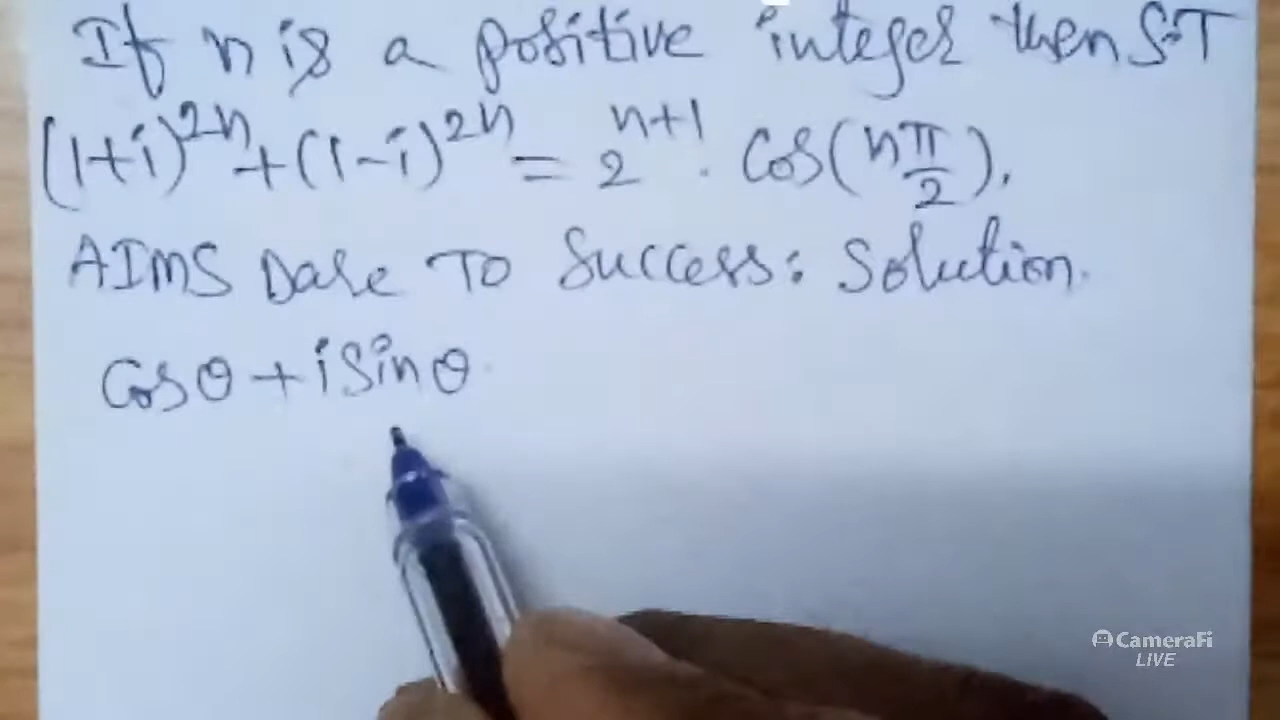 If n is a positive integer then S.T
(1+i)^2n + (1-i)^2n = 2^n+1 . Cos(nπ/2).
AIMS Dare To Success: Solution.
Cosθ + i Sinθ
CameraFi
LIVE